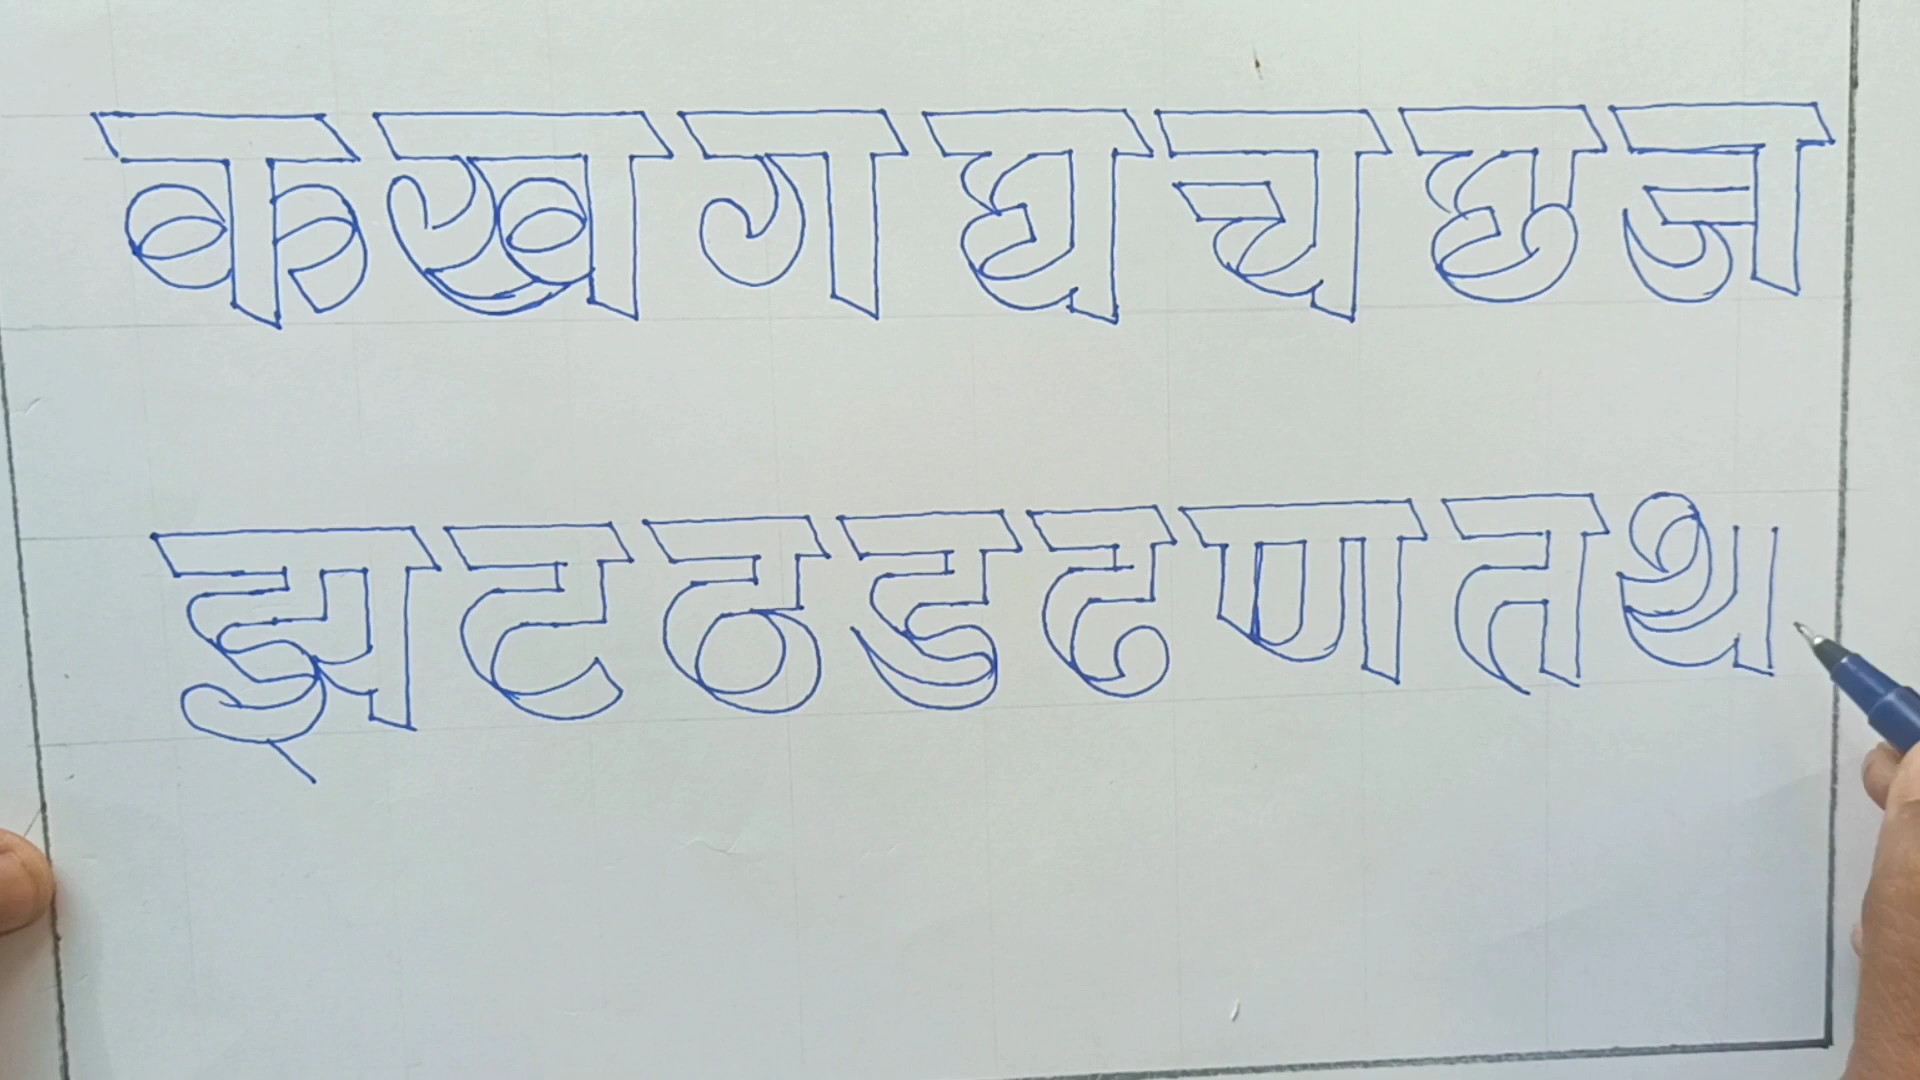 क ख ग घ च छ ज
झ ट ठ ड ढ ण त थ